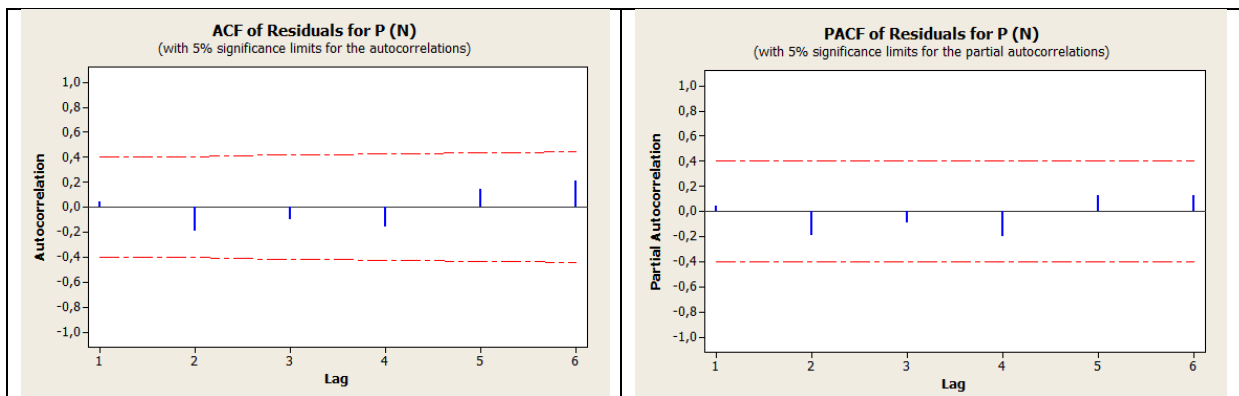 ACF of Residuals for P (N)
(with 5% significance limits for the autocorrelations)
1,0
0,8
0,6
0,4
0,2
0,0
-0,2
-0,4
-0,6
-0,8
-1,0
Autocorrelation
1 2 3 4 5 6
Lag
PACF of Residuals for P (N)
(with 5% significance limits for the partial autocorrelations)
1,0
0,8
0,6
0,4
0,2
0,0
-0,2
-0,4
-0,6
-0,8
-1,0
Partial Autocorrelation
1 2 3 4 5 6
Lag